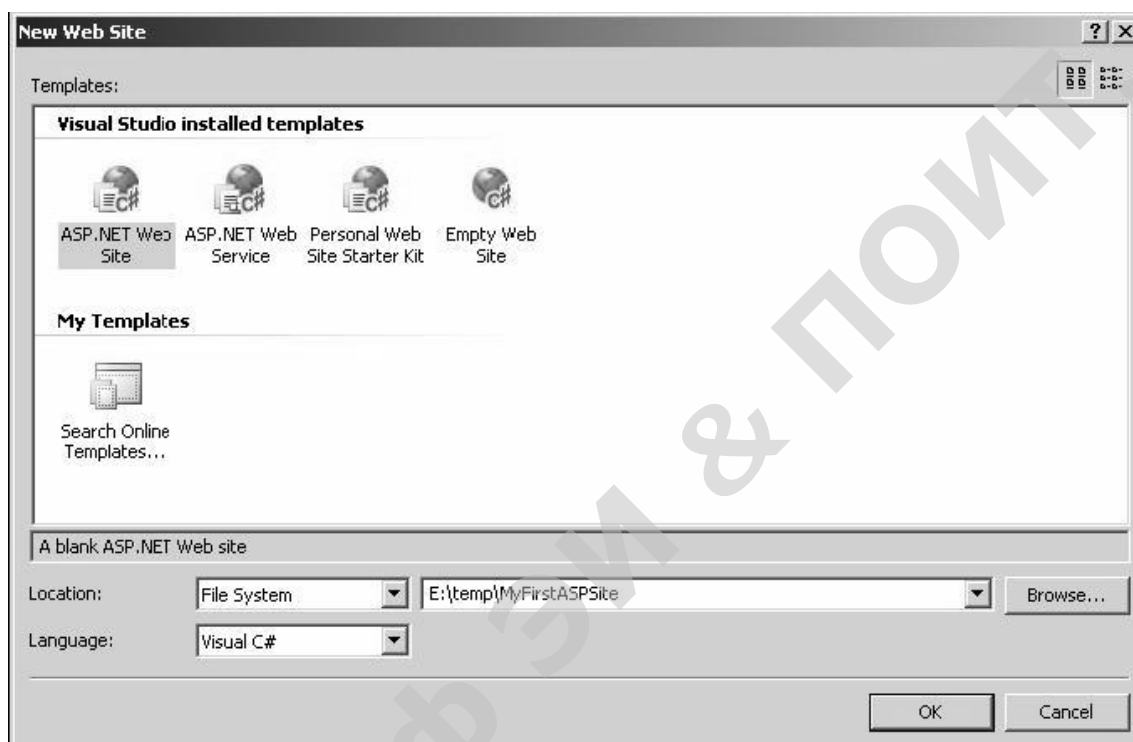 New Web Site
Templates:
Visual Studio installed templates
ASP.NET Web
Site
ASP.NET Web
Service
Personal Web
Site Starter Kit
Empty Web
Site
My Templates
Search Online
Templates...
A blank ASP.NET Web site
Location:
File System
E:\temp\MyFirstASPSite
Browse...
Language:
Visual C#
OK
Cancel
Ф ЭИ & ПОИТ